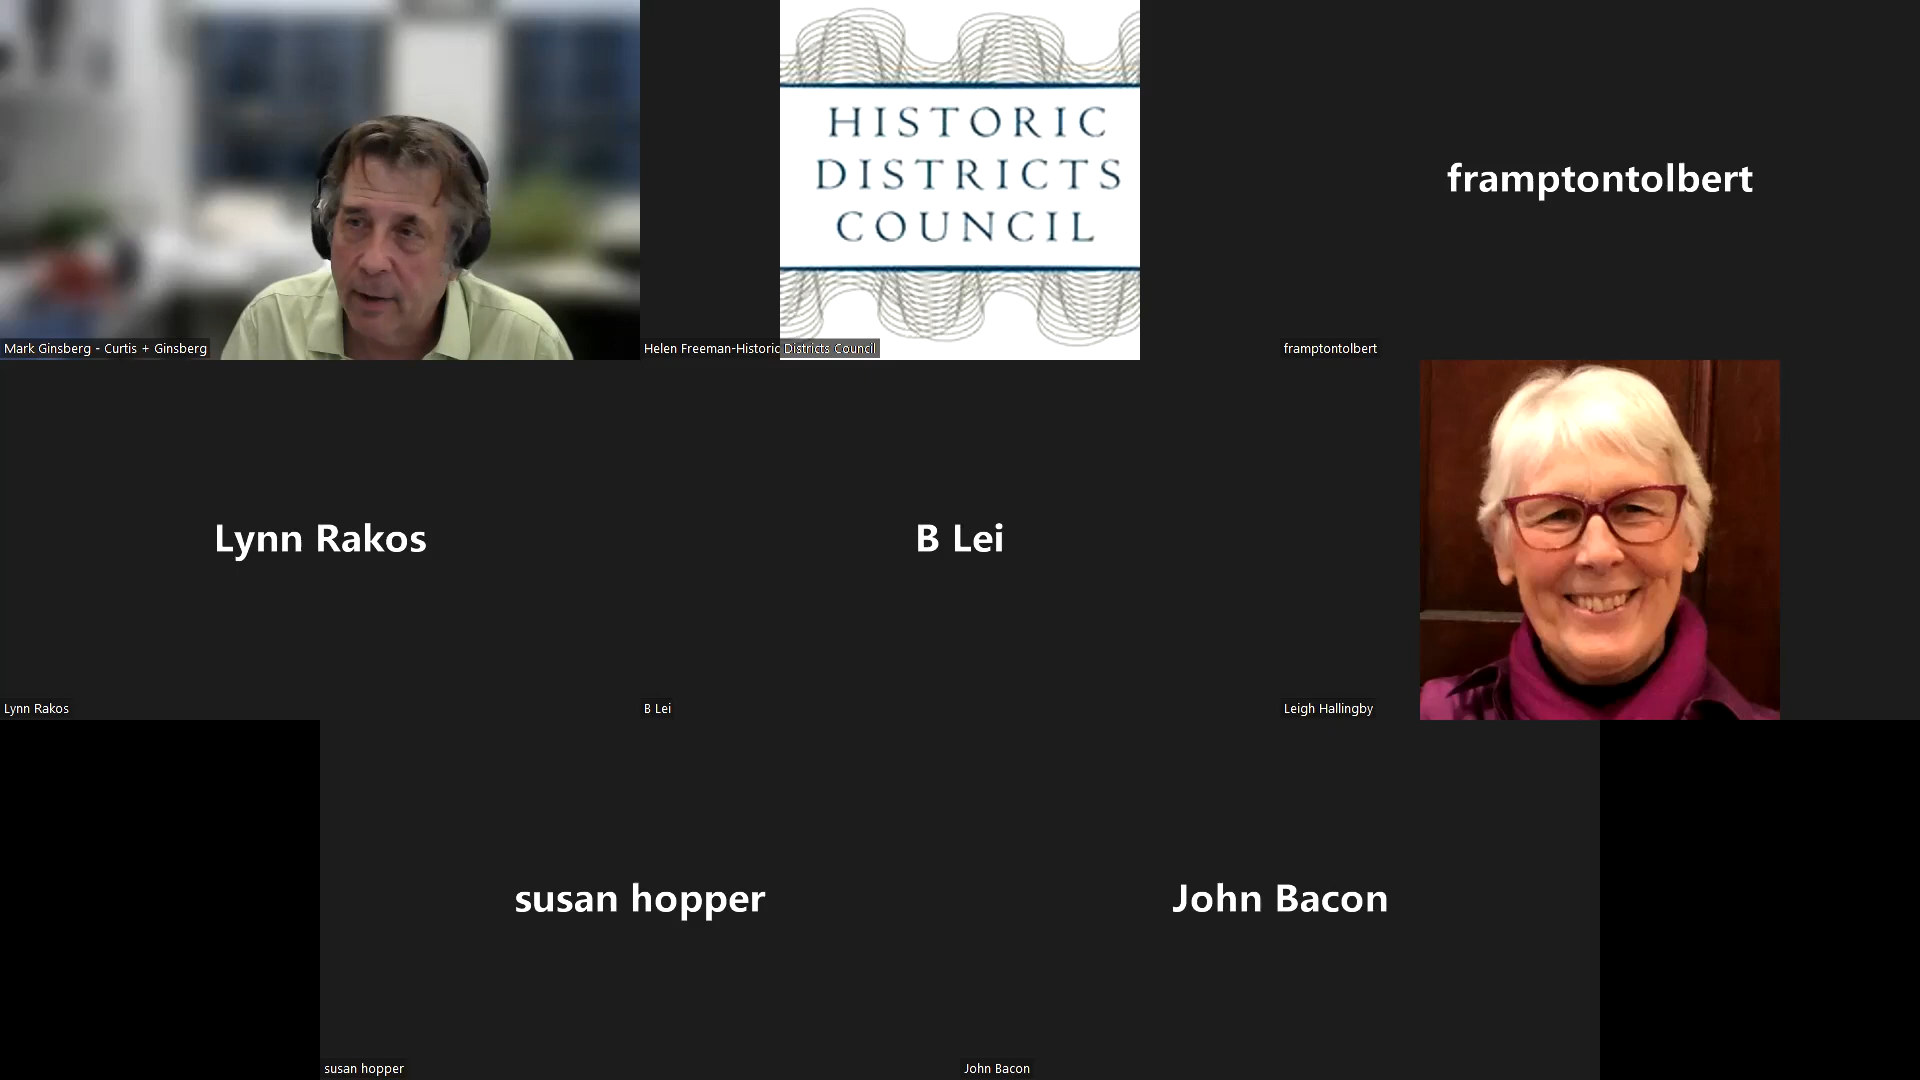 HISTORIC
DISTRICTS
COUNCIL
framptontolbert
Mark Ginsberg - Curtis + Ginsberg
Helen Freeman-Historic Districts Council
framptontolbert
Lynn Rakos
B Lei
Lynn Rakos
B Lei
Leigh Hallingby
susan hopper
John Bacon
susan hopper
John Bacon